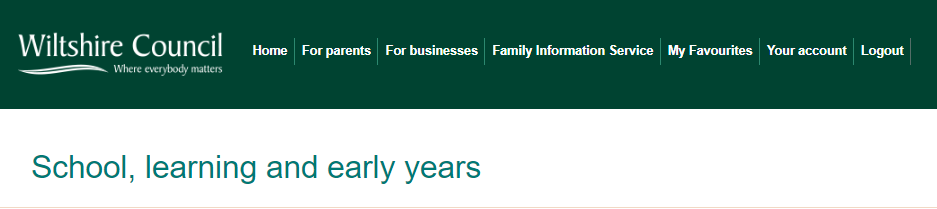 Wiltshire Council
Where everybody matters
Home For parents For businesses Family Information Service My Favourites Your account Logout
School, learning and early years